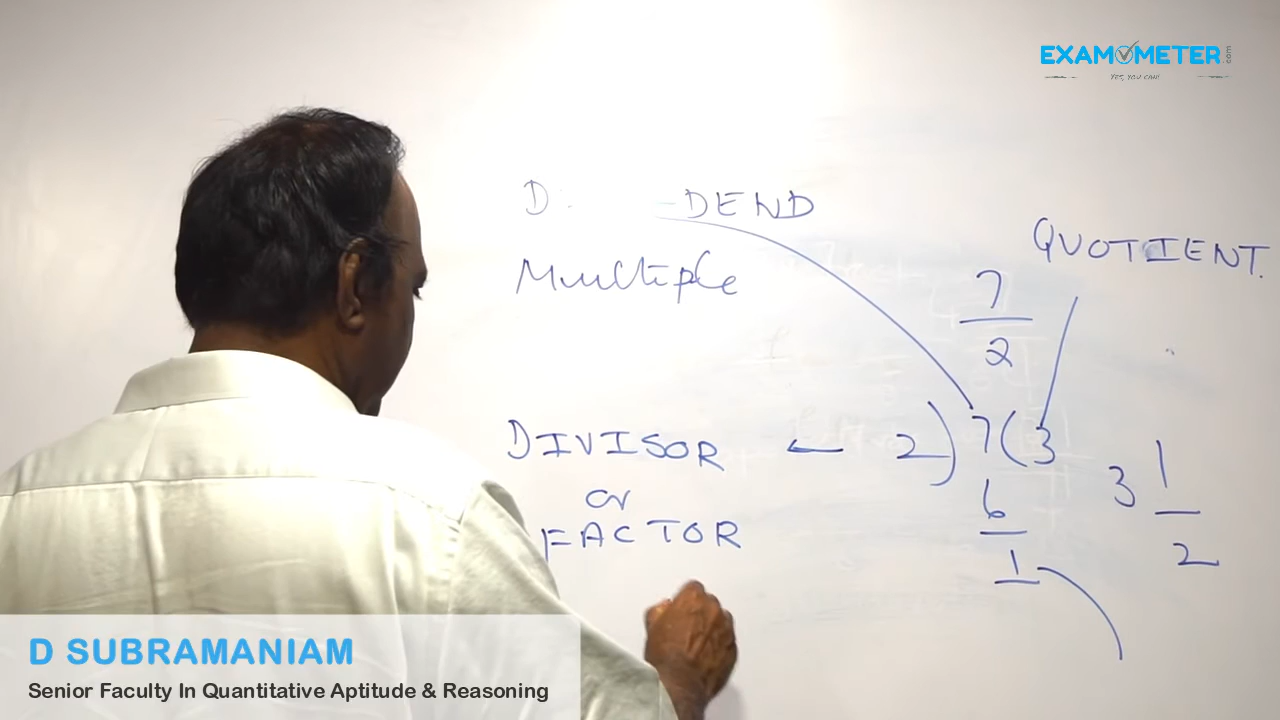 EXAMOMETER.com
YES, YOU CAN!
D DEND
Multiple
QUOTIENT.
7
2
DIVISOR ← 2) 7(3
or
FACTOR
6
1
3 1
2
D SUBRAMANIAM
Senior Faculty In Quantitative Aptitude & Reasoning